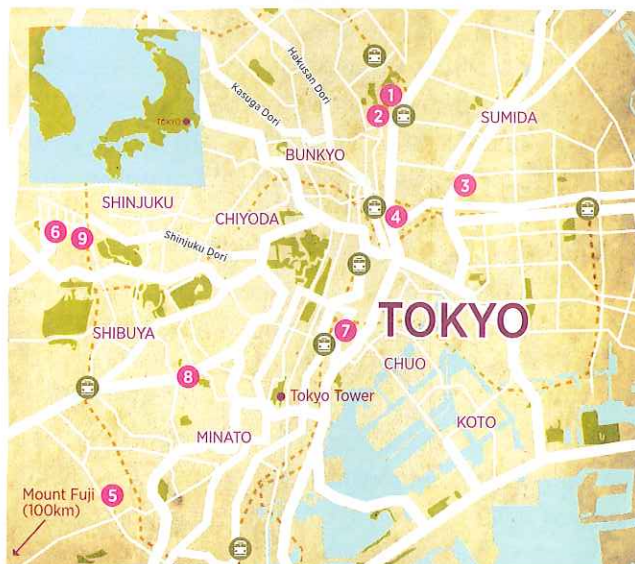 TOKYO
Hakusan Dori
Kasuga Dori
1
2
SUMIDA
BUNKYO
3
SHINJUKU
CHIYODA
4
6
9
Shinjuku Dori
TOKYO
7
SHIBUYA
CHUO
8
Tokyo Tower
KOTO
MINATO
5
Mount Fuji
(100km)